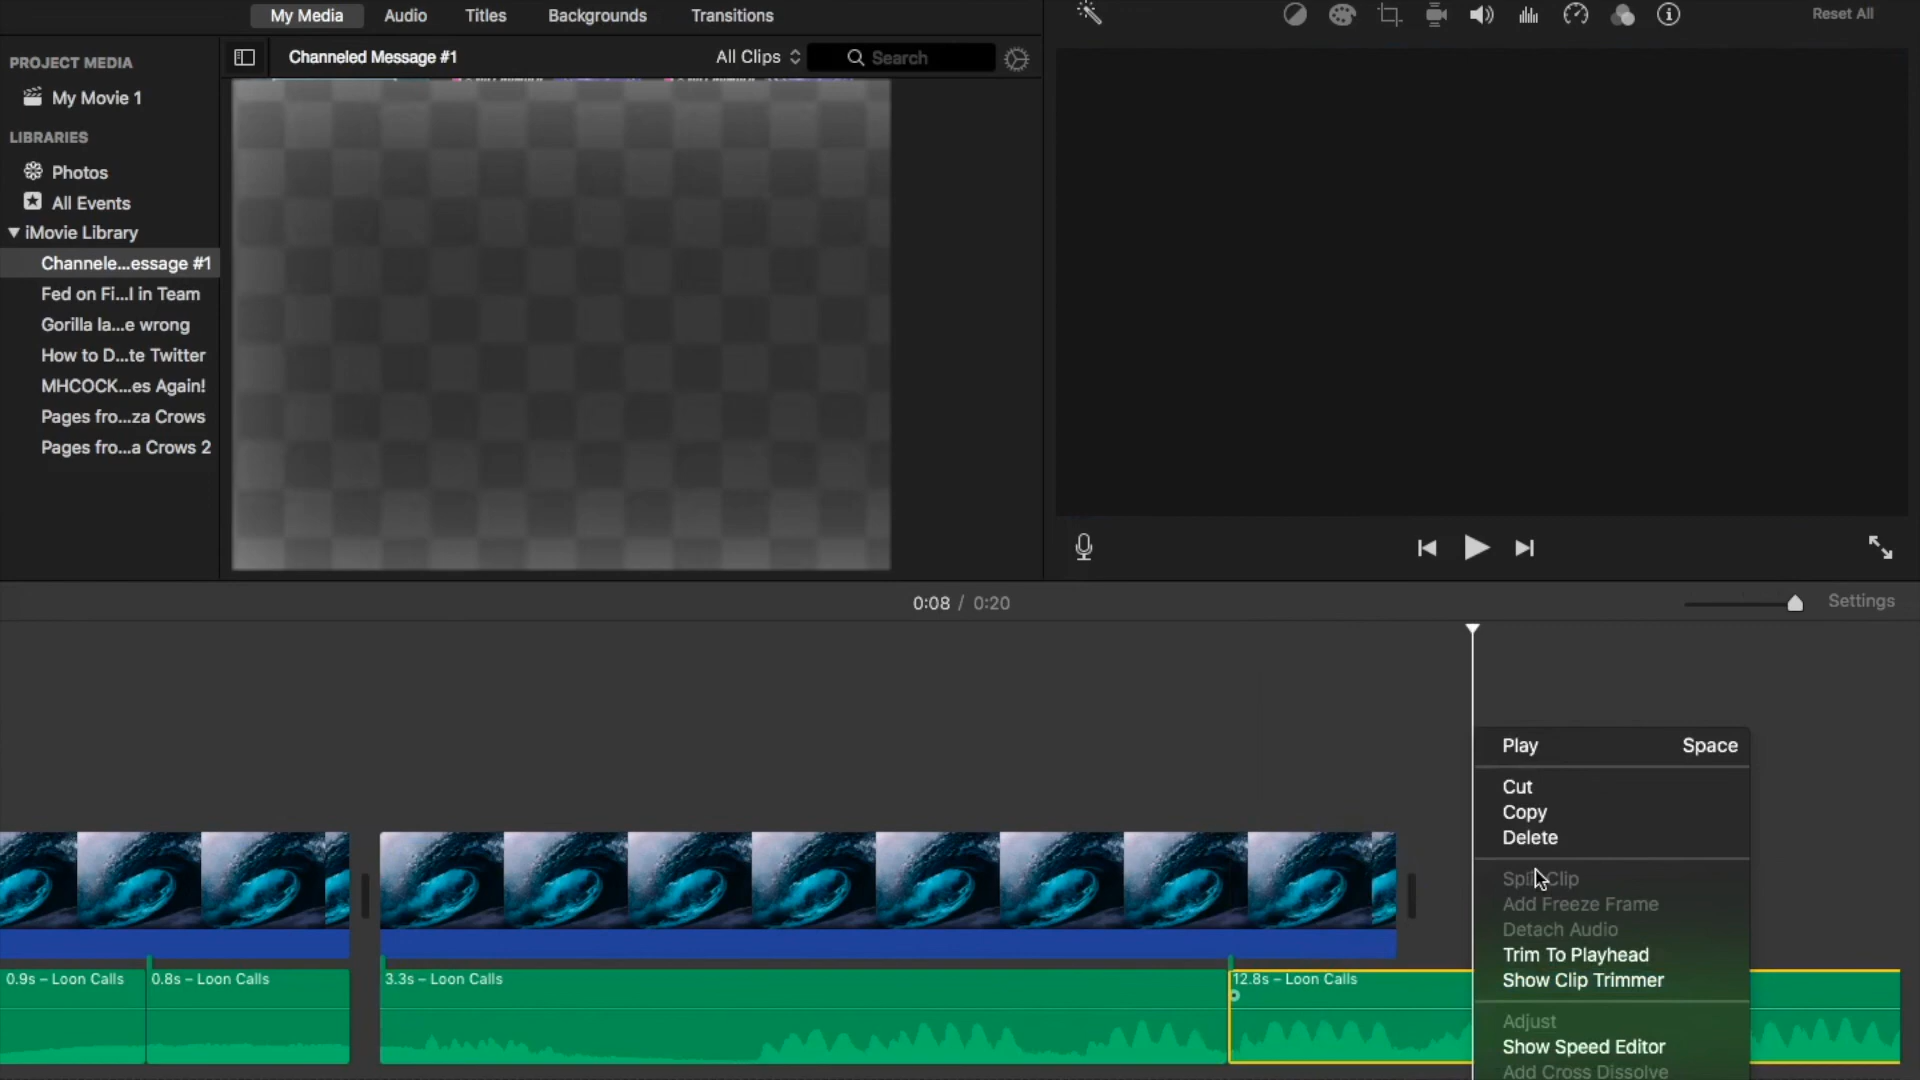 My Media
Audio
Titles
Backgrounds
Transitions
Reset All
PROJECT MEDIA
Channeled Message #1
All Clips
Search
My Movie 1
LIBRARIES
Photos
All Events
iMovie Library
Channele...essage #1
Fed on Fi...l in Team
Gorilla la...e wrong
How to D...te Twitter
MHCOCK...es Again!
Pages fro...za Crows
Pages fro...a Crows 2
0:08 / 0:20
Settings
Play Space
Cut
Copy
Delete
Split Clip
Add Freeze Frame
Detach Audio
Trim To Playhead
Show Clip Trimmer
Adjust
Show Speed Editor
Add Cross Dissolve
0.9s – Loon Calls
0.8s – Loon Calls
3.3s – Loon Calls
12.8s – Loon Calls